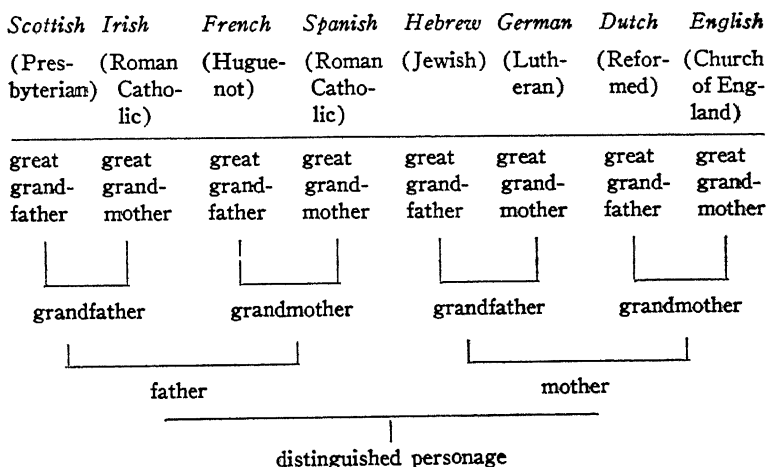 Scottish Irish French Spanish Hebrew German Dutch English
(Pres- (Roman (Hugue- (Roman (Jewish) (Luth- (Refor- (Church
byterian) Catho- not) Catho- eran) med) of Eng-
lic) lic) land)
great great great great great great great great
grand- grand- grand- grand- grand- grand- grand- grand-
father mother father mother father mother father mother
grandfather grandmother grandfather grandmother
father mother
distinguished personage